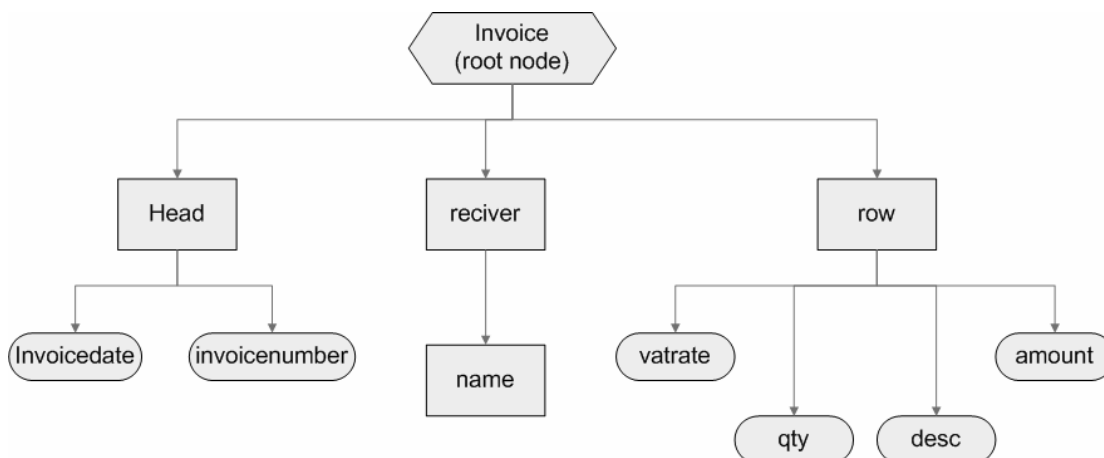 Invoice
(root node)
Head
reciver
row
Invoicedate
invoicenumber
name
vatrate
amount
qty
desc